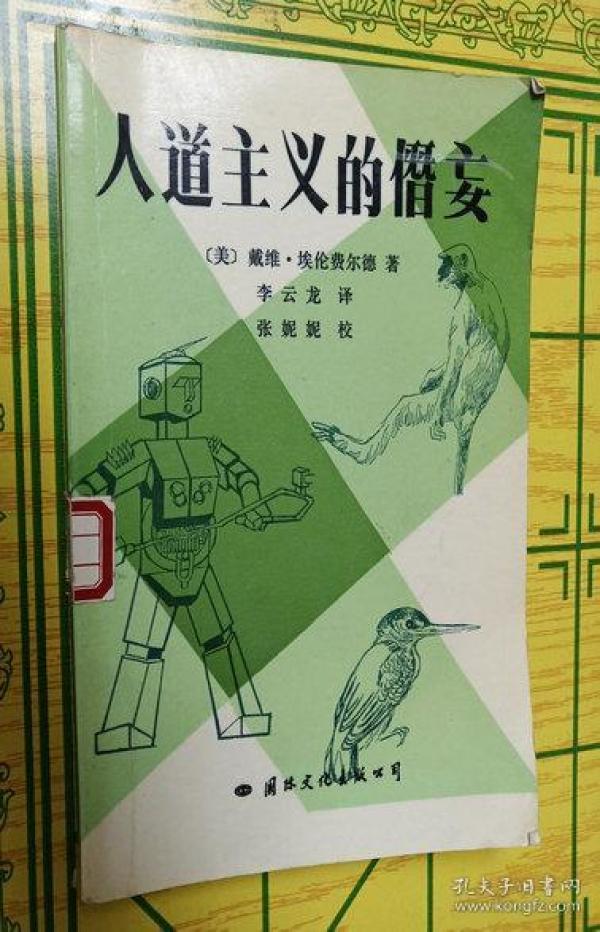 人道主义的僭妄
〔美〕戴维·埃伦费尔德 著
李云龙 译
张妮妮 校
国际文化出版公司
孔夫子旧书网
www.kongfz.com